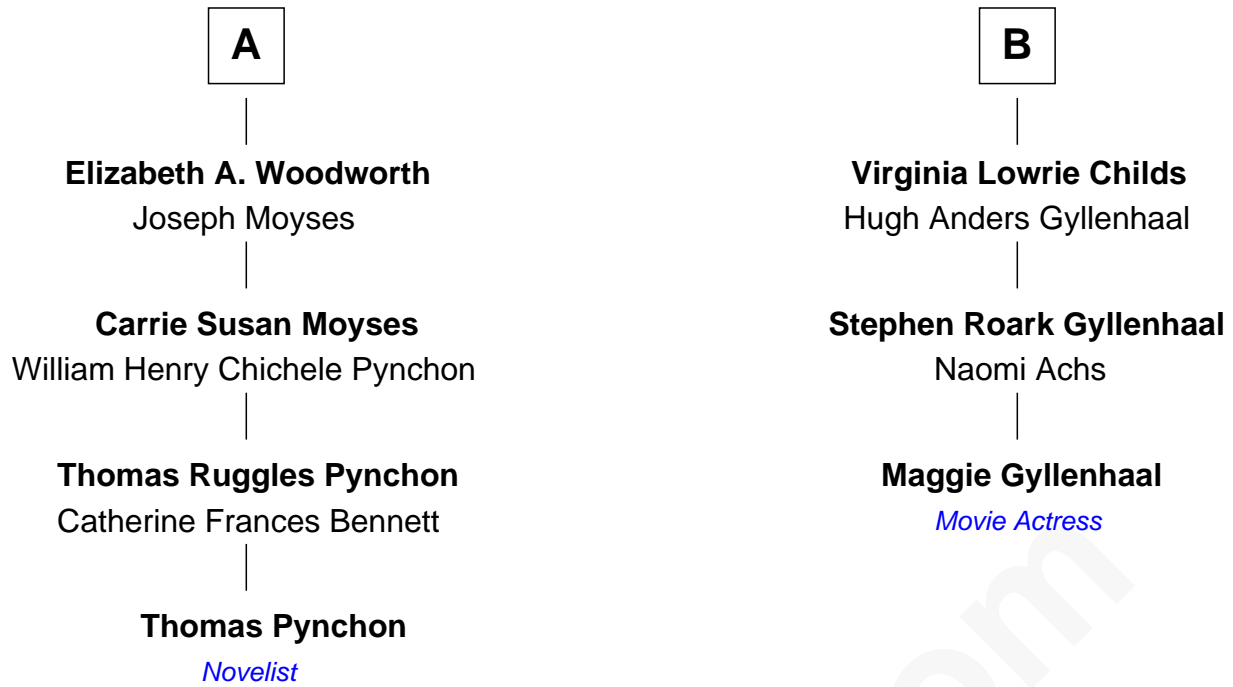 A
Elizabeth A. Woodworth
Joseph Moyses
Carrie Susan Moyses
William Henry Chichele Pynchon
Thomas Ruggles Pynchon
Catherine Frances Bennett
Thomas Pynchon
Novelist
B
Virginia Lowrie Childs
Hugh Anders Gyllenhaal
Stephen Roark Gyllenhaal
Naomi Achs
Maggie Gyllenhaal
Movie Actress
om